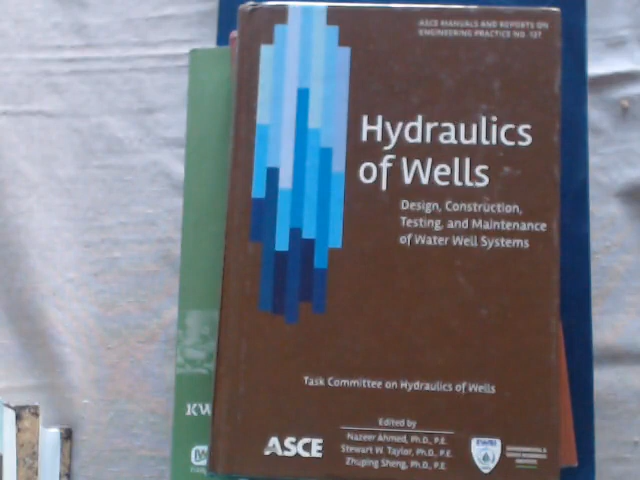 ASCE MANUALS AND REPORTS ON
ENGINEERING PRACTICE NO. 127
Hydraulics
of Wells
Design, Construction,
Testing, and Maintenance
of Water Well Systems
Task Committee on Hydraulics of Wells
Edited by
Nazeer Ahmed, Ph.D., P.E.
Stewart W. Taylor, Ph.D., P.E.
Zhuping Sheng, Ph.D., P.E.
ASCE
EWRI
KW